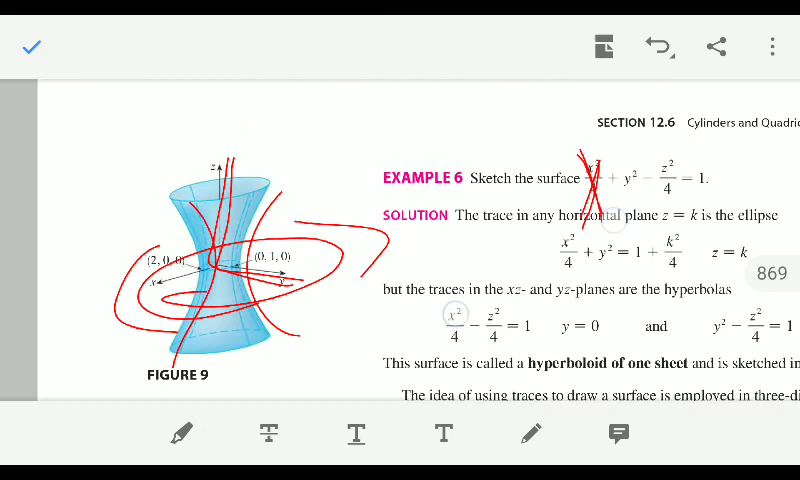 SECTION 12.6 Cylinders and Quadric
EXAMPLE 6 Sketch the surface x²/4 + y² − z²/4 = 1.
SOLUTION The trace in any horizontal plane z = k is the ellipse
x²/4 + y² = 1 + k²/4 z = k
869
but the traces in the xz- and yz-planes are the hyperbolas
x²/4 − z²/4 = 1 y = 0 and y² − z²/4 = 1
This surface is called a hyperboloid of one sheet and is sketched in
The idea of using traces to draw a surface is employed in three-di
z
(2, 0, 0)
(0, 1, 0)
x
y
FIGURE 9
T
T
T